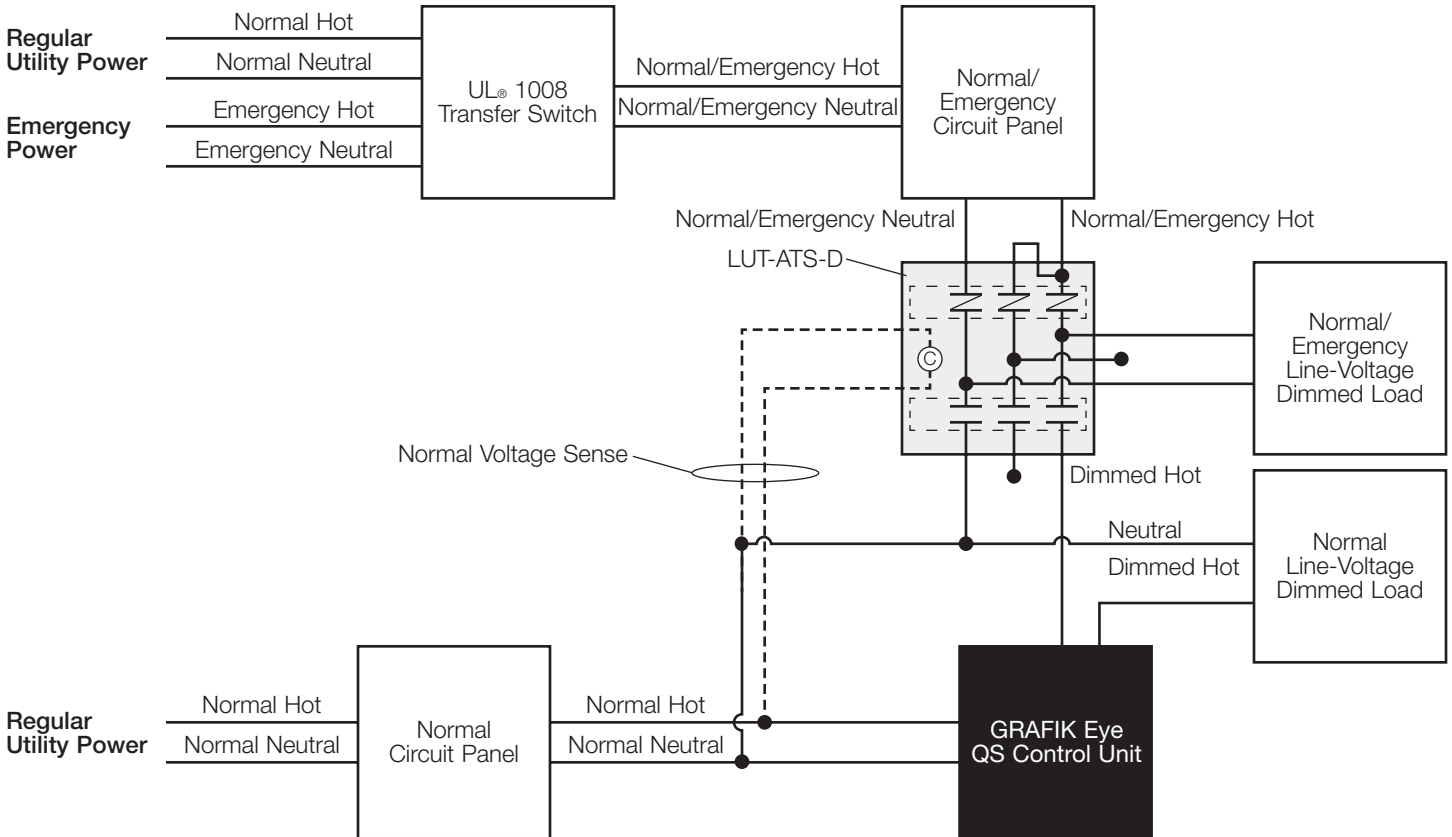 Regular
Utility Power
Normal Hot
Normal Neutral
Emergency
Power
Emergency Hot
Emergency Neutral
UL® 1008
Transfer Switch
Normal/Emergency Hot
Normal/Emergency Neutral
Normal/
Emergency
Circuit Panel
Normal/Emergency Neutral
Normal/Emergency Hot
LUT-ATS-D
C
Normal/
Emergency
Line-Voltage
Dimmed Load
Normal Voltage Sense
Dimmed Hot
Neutral
Dimmed Hot
Normal
Line-Voltage
Dimmed Load
Regular
Utility Power
Normal Hot
Normal Neutral
Normal
Circuit Panel
Normal Hot
Normal Neutral
GRAFIK Eye
QS Control Unit